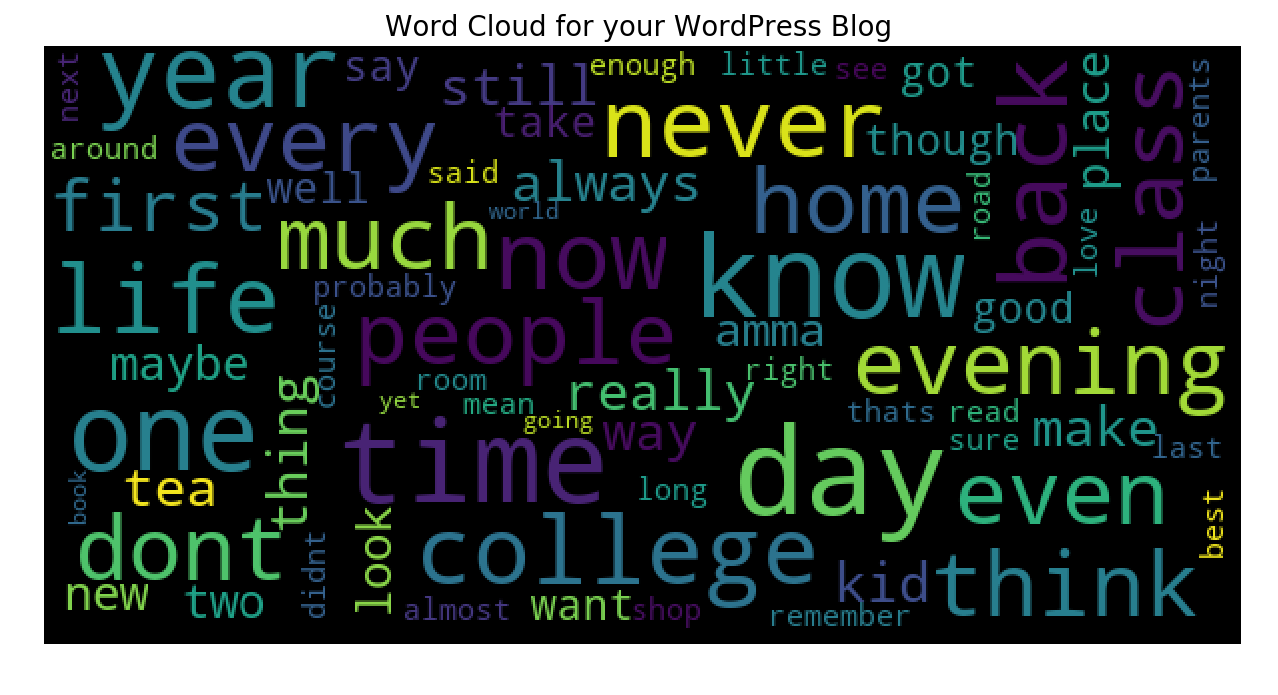 Word Cloud for your WordPress Blog
next
year
say
still
enough
little
see
got
back
place
class
parents
around
every
take
never
though
said
first
well
always
home
road
world
much
now
know
love
night
life
probably
course
people
amma
good
maybe
room
right
evening
yet
mean
really
thats
read
one
thing
going
way
sure
make
last
time
day
book
tea
long
even
best
dont
look
college
didnt
new
two
almost
want
shop
kid
think
remember